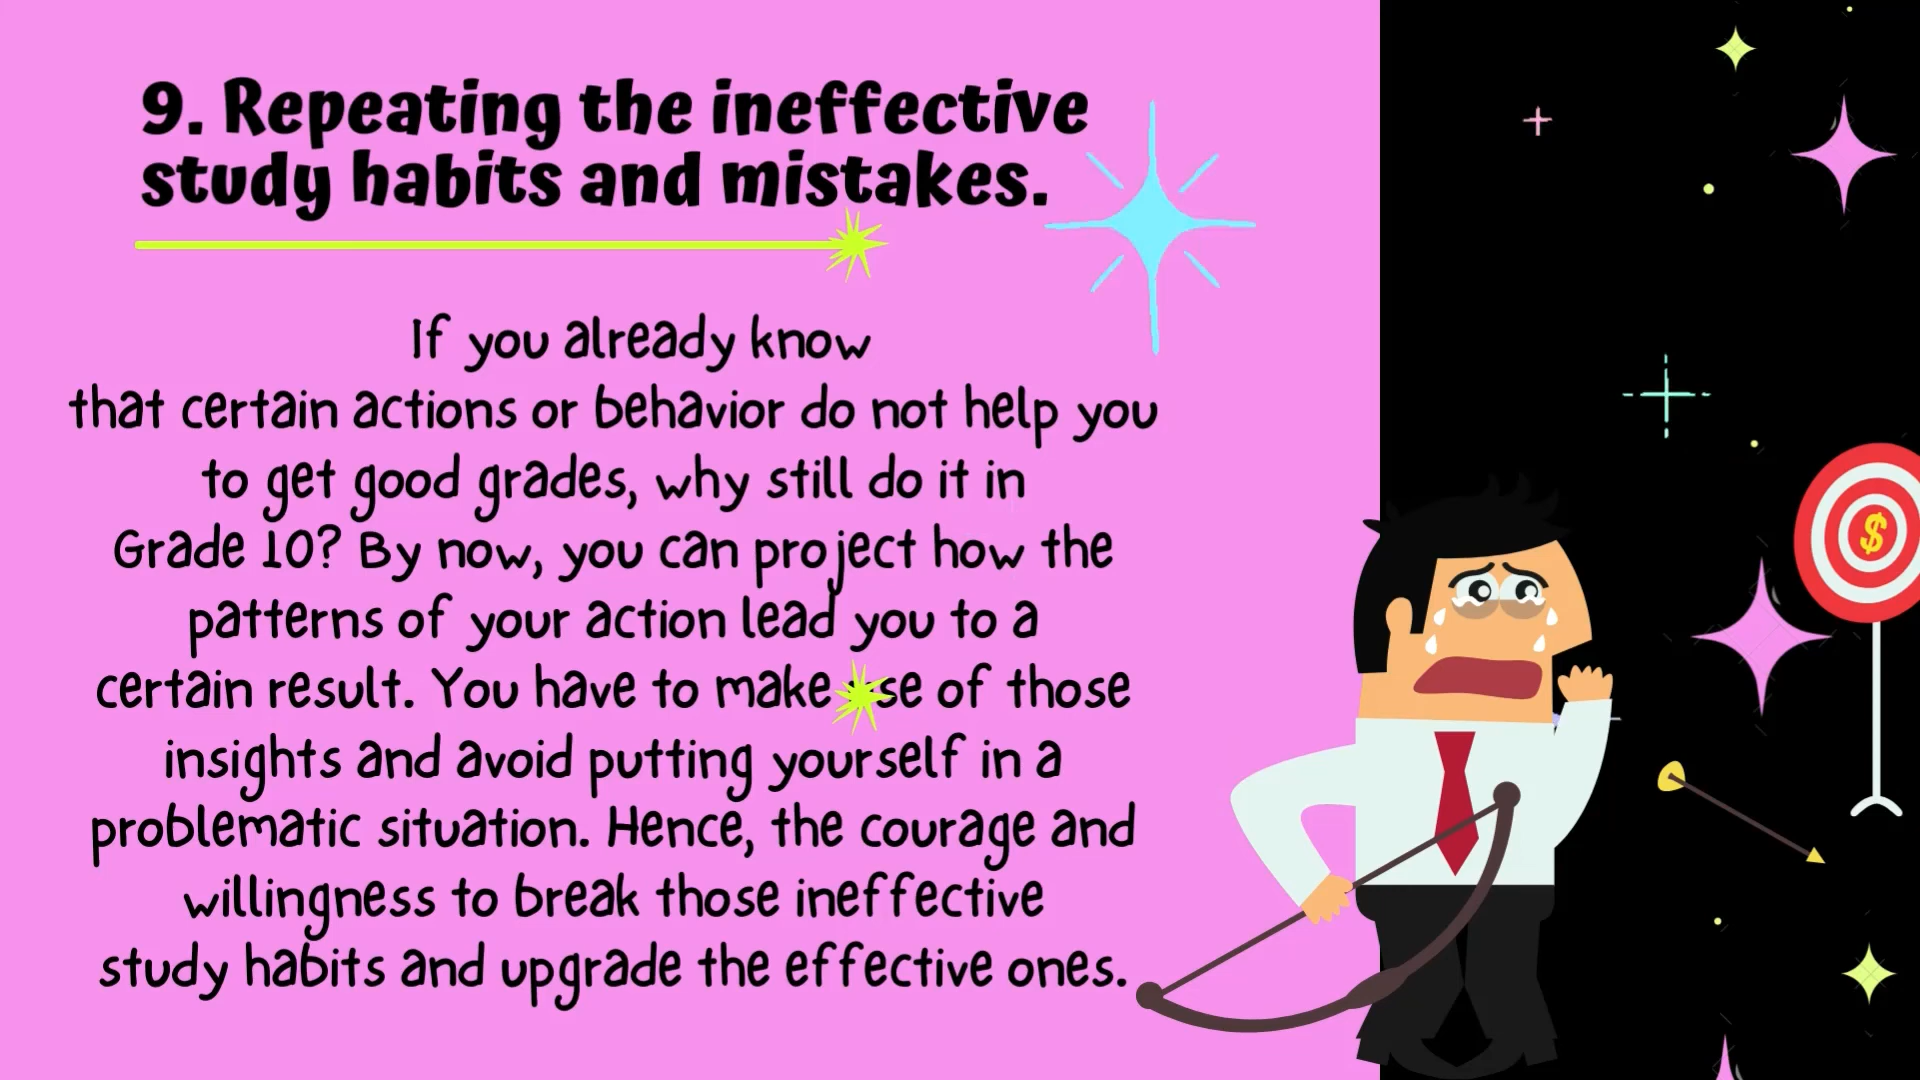 9. Repeating the ineffective
study habits and mistakes.
If you already know
that certain actions or behavior do not help you
to get good grades, why still do it in
Grade 10? By now, you can project how the
patterns of your action lead you to a
certain result. You have to make use of those
insights and avoid putting yourself in a
problematic situation. Hence, the courage and
willingness to break those ineffective
study habits and upgrade the effective ones.
$